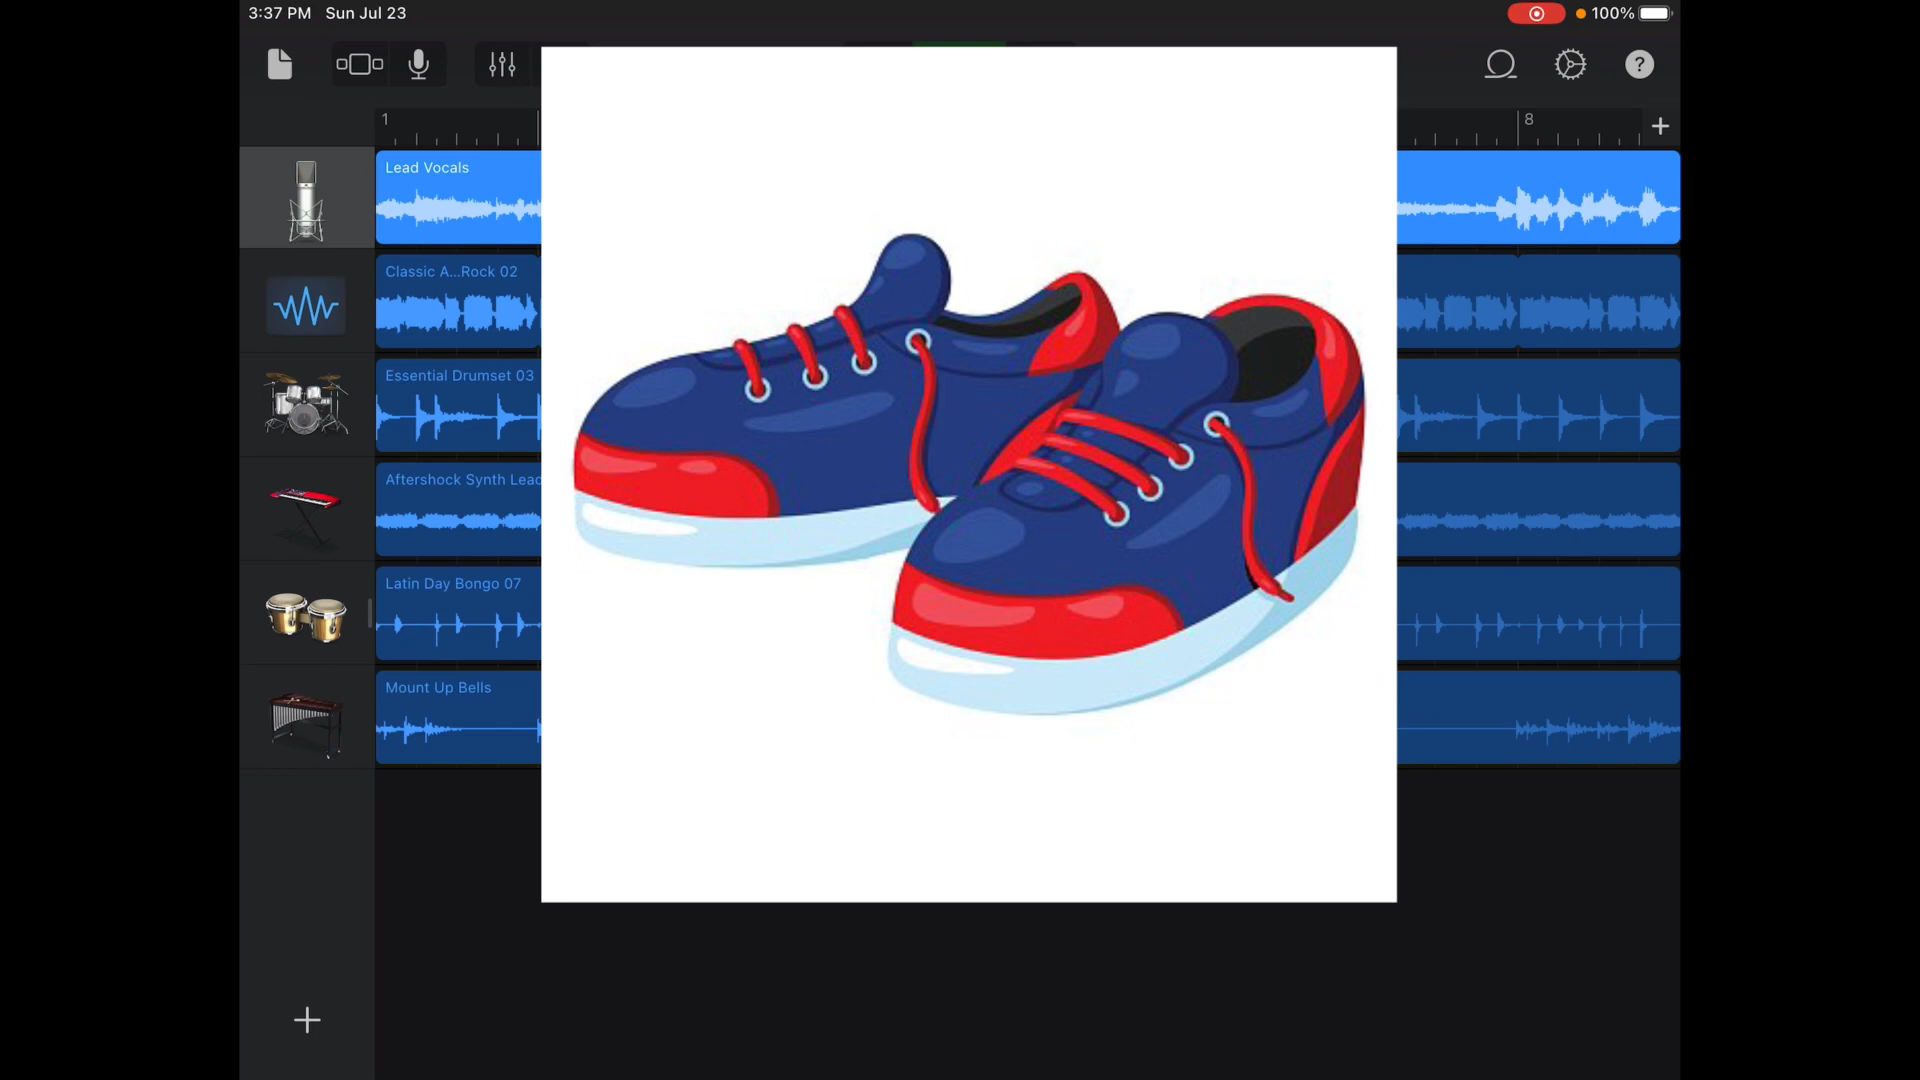 3:37 PM Sun Jul 23
100%
?
1
8
Lead Vocals
Classic A...Rock 02
Essential Drumset 03
Aftershock Synth Lead
Latin Day Bongo 07
Mount Up Bells